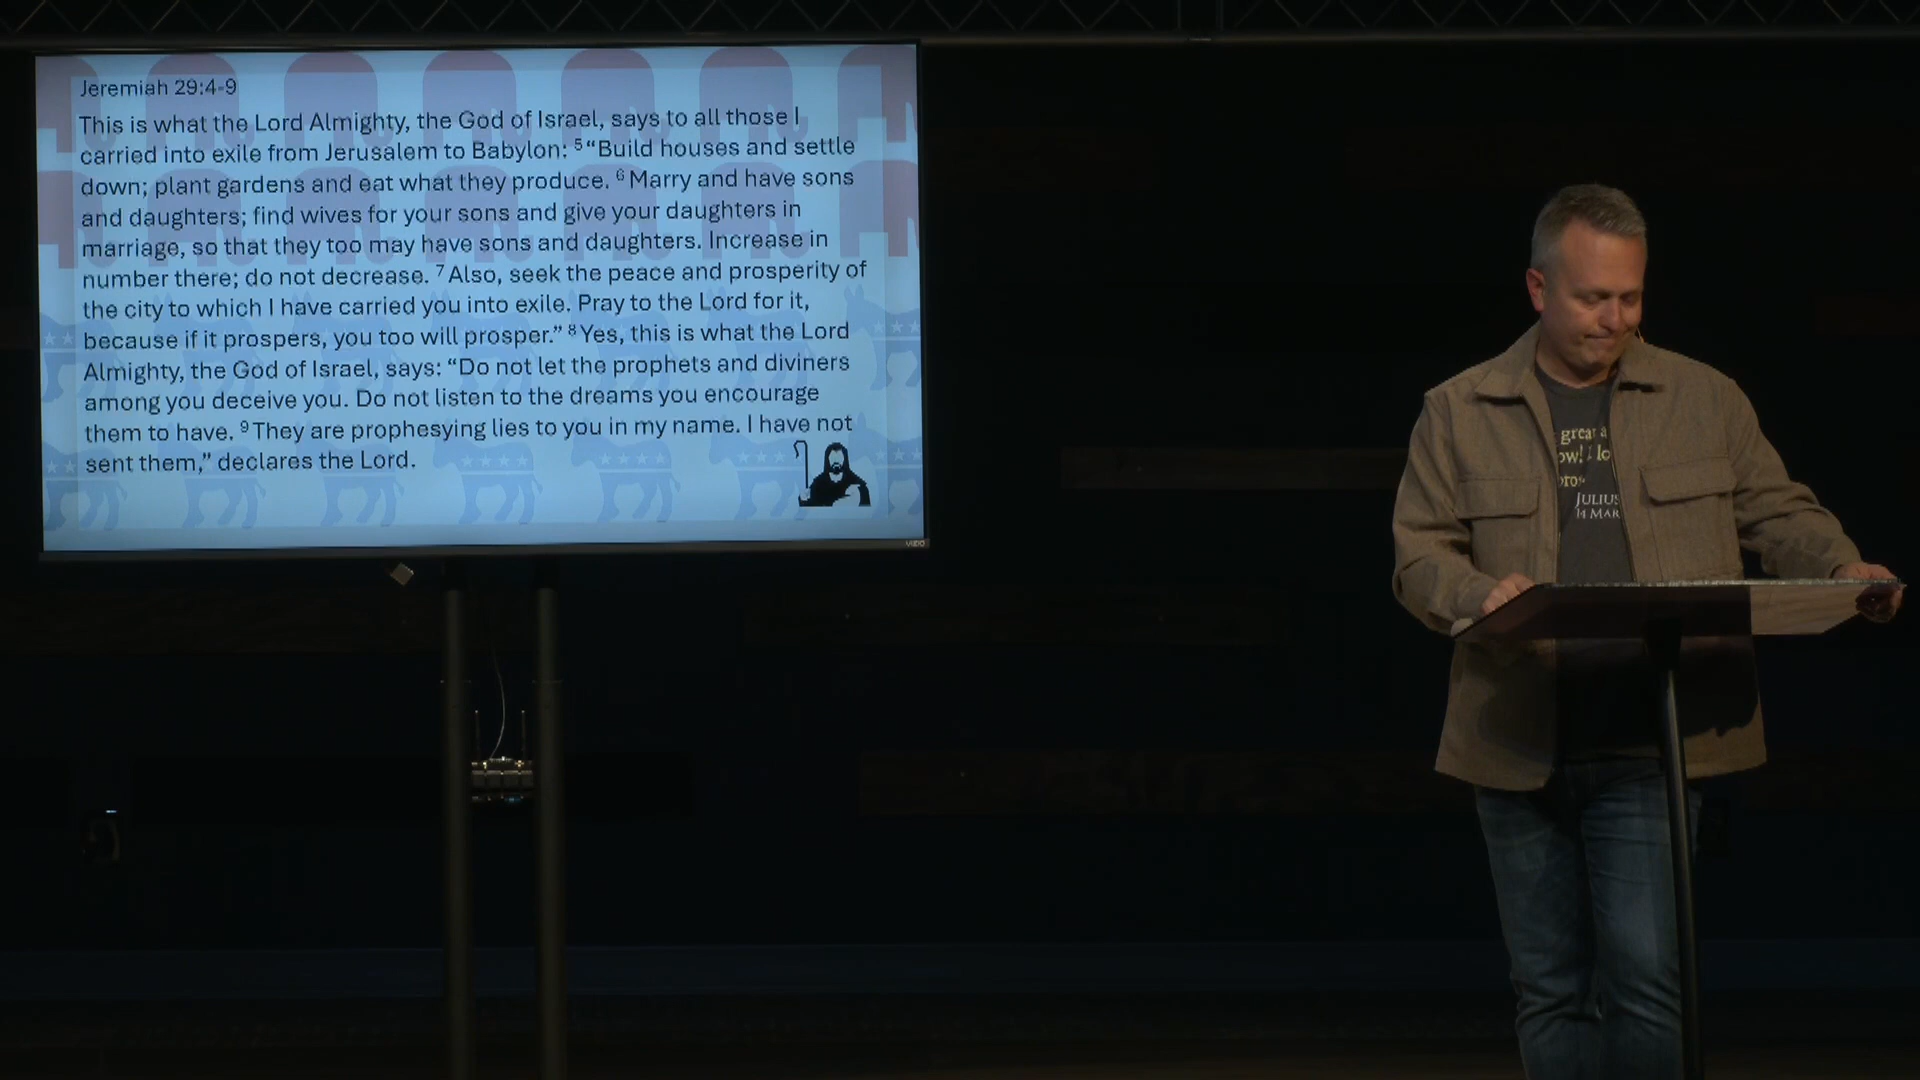 Jeremiah 29:4-9
This is what the Lord Almighty, the God of Israel, says to all those I
carried into exile from Jerusalem to Babylon: ⁵ “Build houses and settle
down; plant gardens and eat what they produce. ⁶ Marry and have sons
and daughters; find wives for your sons and give your daughters in
marriage, so that they too may have sons and daughters. Increase in
number there; do not decrease. ⁷ Also, seek the peace and prosperity of
the city to which I have carried you into exile. Pray to the Lord for it,
because if it prospers, you too will prosper.” ⁸ Yes, this is what the Lord
Almighty, the God of Israel, says: “Do not let the prophets and diviners
among you deceive you. Do not listen to the dreams you encourage
them to have. ⁹ They are prophesying lies to you in my name. I have not
sent them,” declares the Lord.
VIZIO
great a
ow! I lo
JULIUS
14 MAR